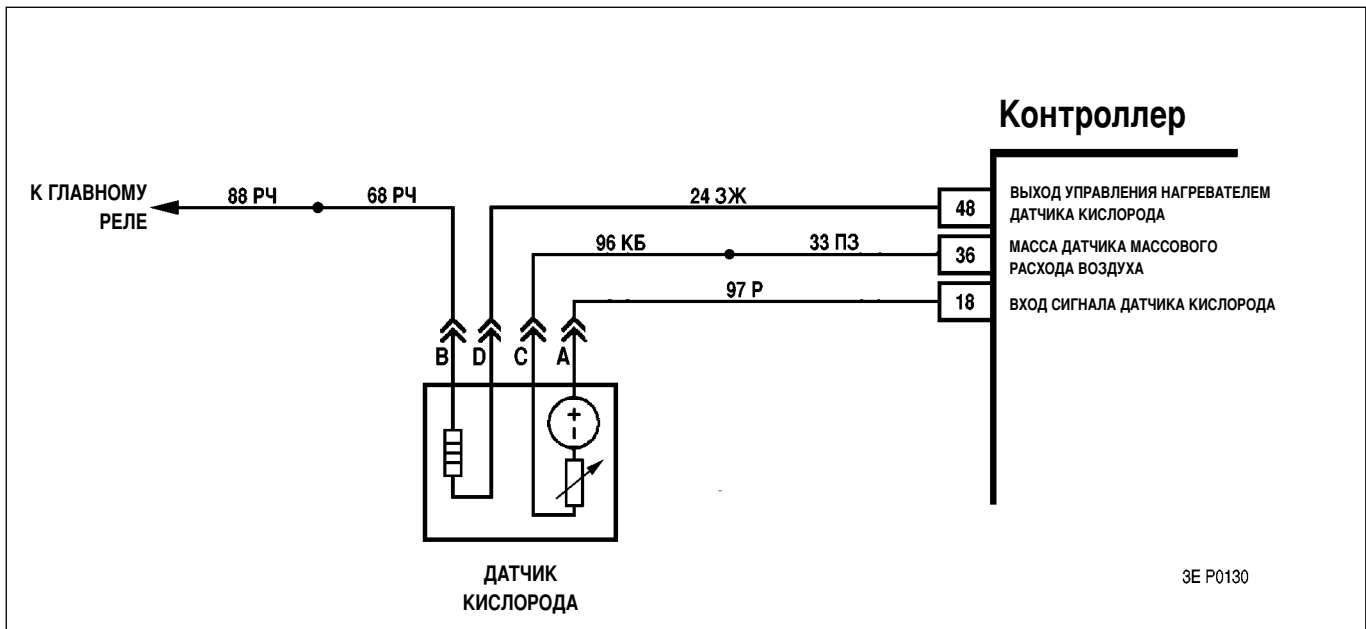 Контроллер
К ГЛАВНОМУ
РЕЛЕ
88 РЧ
68 РЧ
24 ЗЖ
48
ВЫХОД УПРАВЛЕНИЯ НАГРЕВАТЕЛЕМ
ДАТЧИКА КИСЛОРОДА
96 КБ
33 ПЗ
36
МАССА ДАТЧИКА МАССОВОГО
РАСХОДА ВОЗДУХА
97 Р
18
ВХОД СИГНАЛА ДАТЧИКА КИСЛОРОДА
B
D
C
A
ДАТЧИК
КИСЛОРОДА
3E P0130